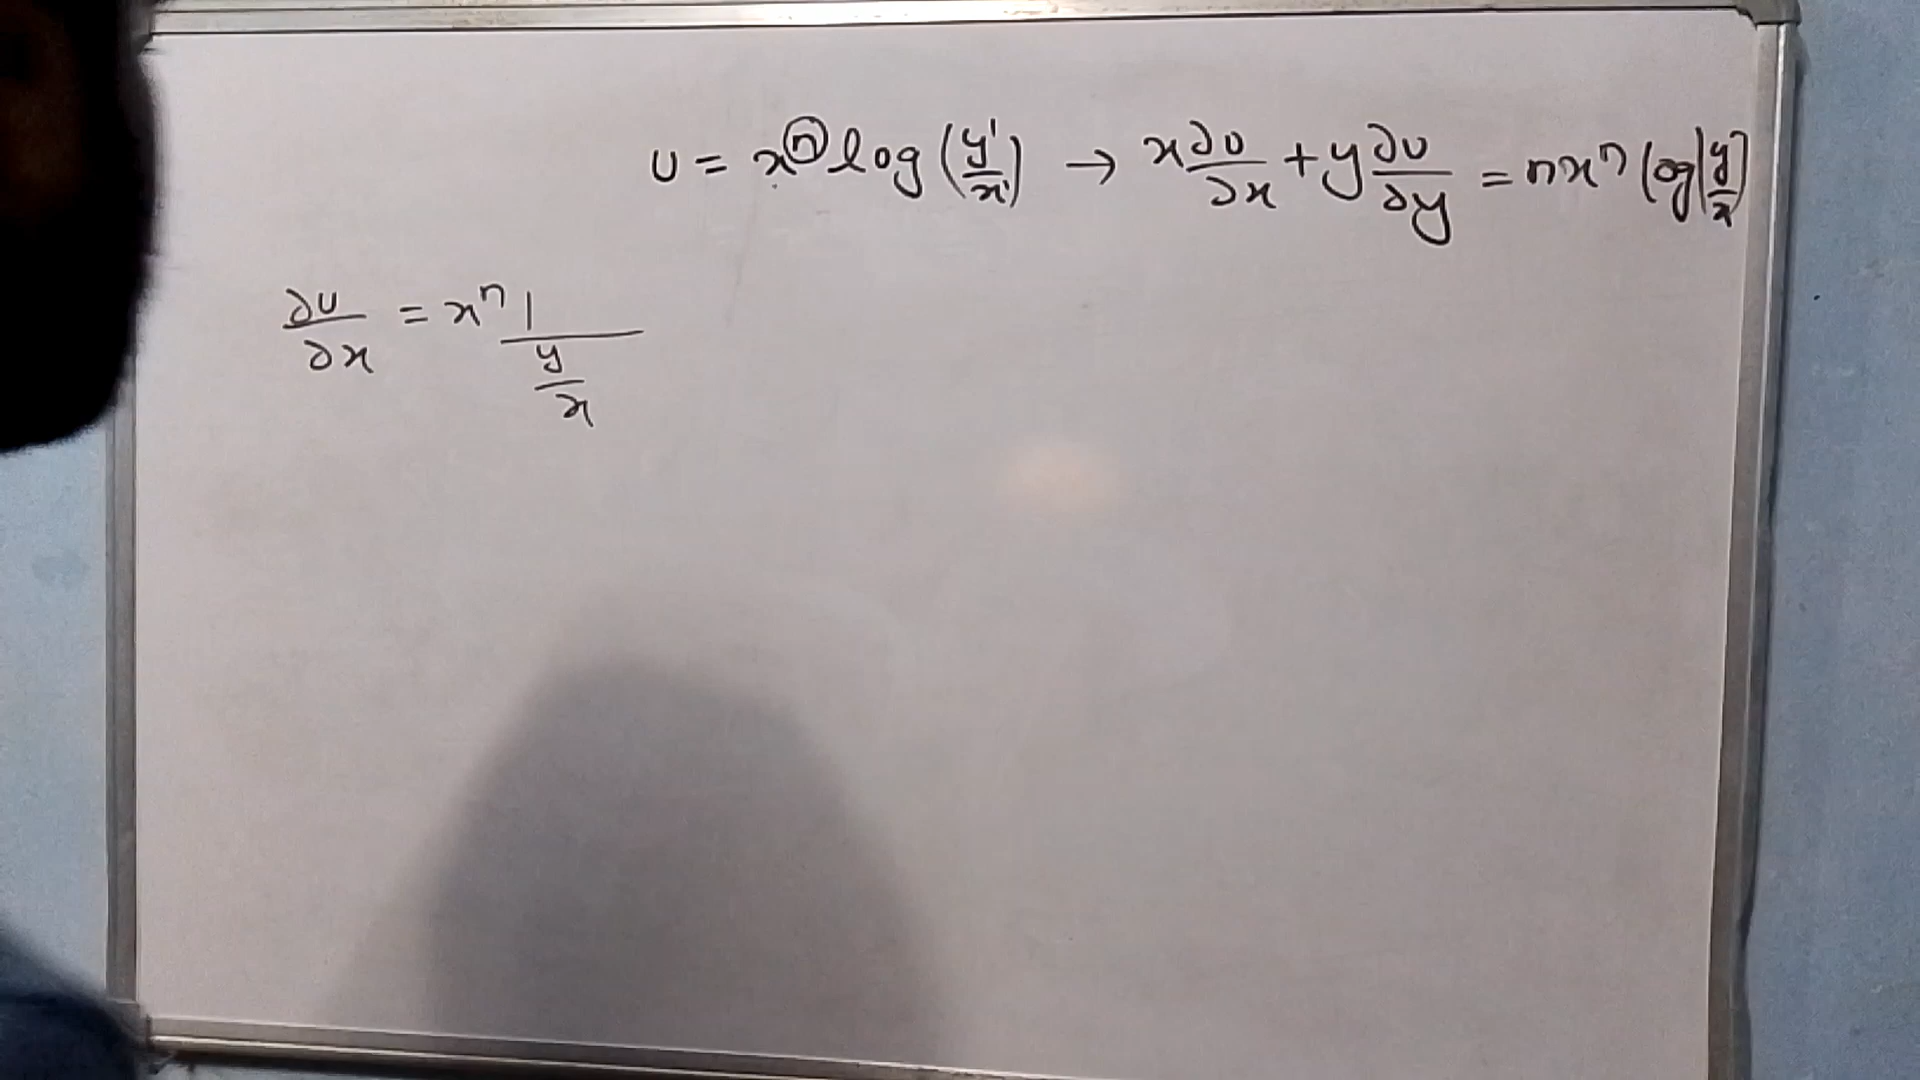 u = xⁿ log (y'/x') → x ∂u/∂x + y ∂u/∂y = nxⁿ log|y/x|
∂u/∂x = xⁿ 1/(y/x)